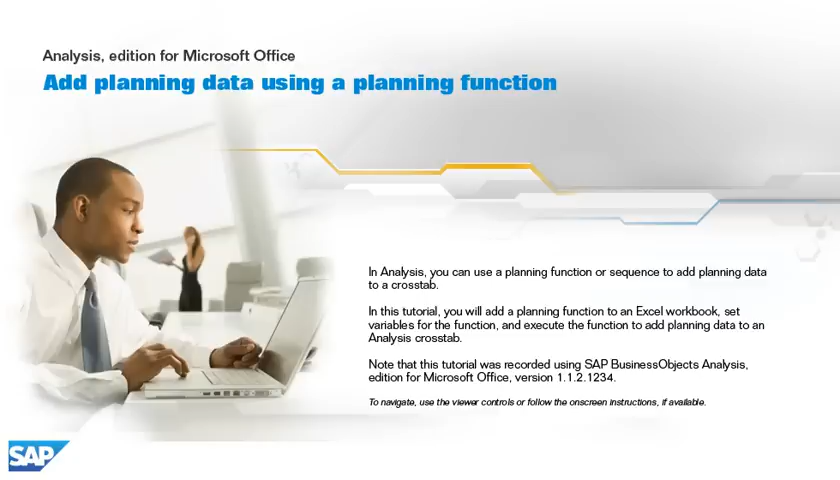 Analysis, edition for Microsoft Office
Add planning data using a planning function
In Analysis, you can use a planning function or sequence to add planning data
to a crosstab.
In this tutorial, you will add a planning function to an Excel workbook, set
variables for the function, and execute the function to add planning data to an
Analysis crosstab.
Note that this tutorial was recorded using SAP BusinessObjects Analysis,
edition for Microsoft Office, version 1.1.2.1234.
To navigate, use the viewer controls or follow the onscreen instructions, if available.
SAP